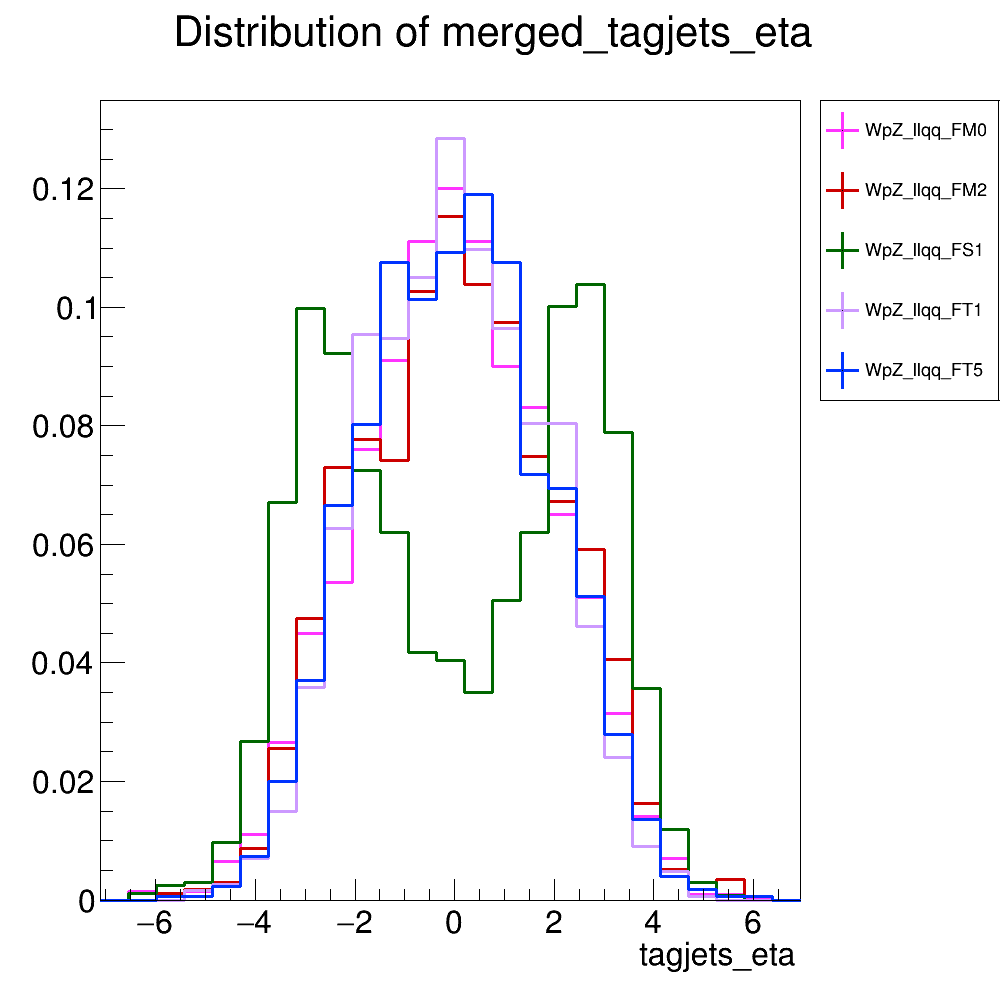 Distribution of merged_tagjets_eta
WpZ_llqq_FM0
WpZ_llqq_FM2
WpZ_llqq_FS1
WpZ_llqq_FT1
WpZ_llqq_FT5
0.12
0.1
0.08
0.06
0.04
0.02
0
−6 −4 −2 0 2 4 6
tagjets_eta